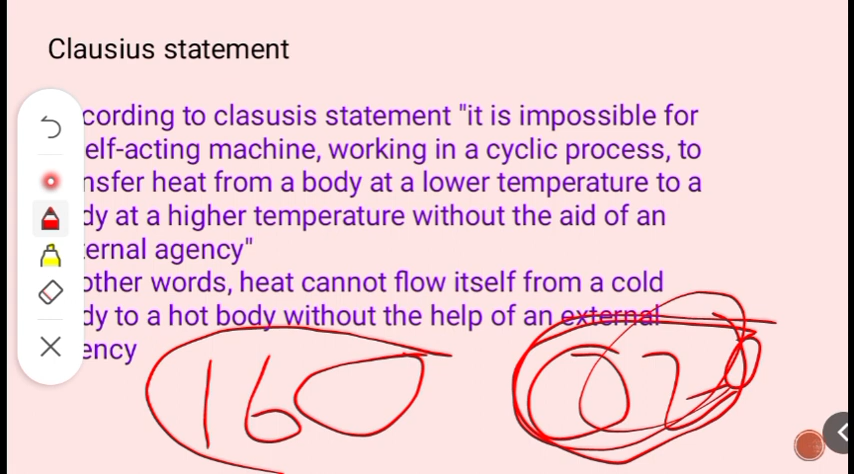 Clausius statement
cording to clasusis statement "it is impossible for
elf-acting machine, working in a cyclic process, to
nsfer heat from a body at a lower temperature to a
dy at a higher temperature without the aid of an
ternal agency"
other words, heat cannot flow itself from a cold
dy to a hot body without the help of an external
ency
160